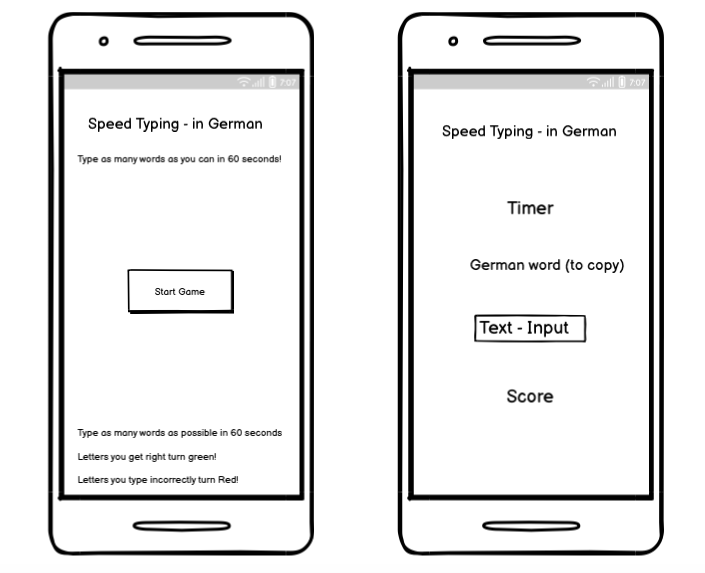 7:07
Speed Typing - in German
Type as many words as you can in 60 seconds!
Start Game
Type as many words as possible in 60 seconds
Letters you get right turn green!
Letters you type incorrectly turn Red!
7:07
Speed Typing - in German
Timer
German word (to copy)
Text - Input
Score